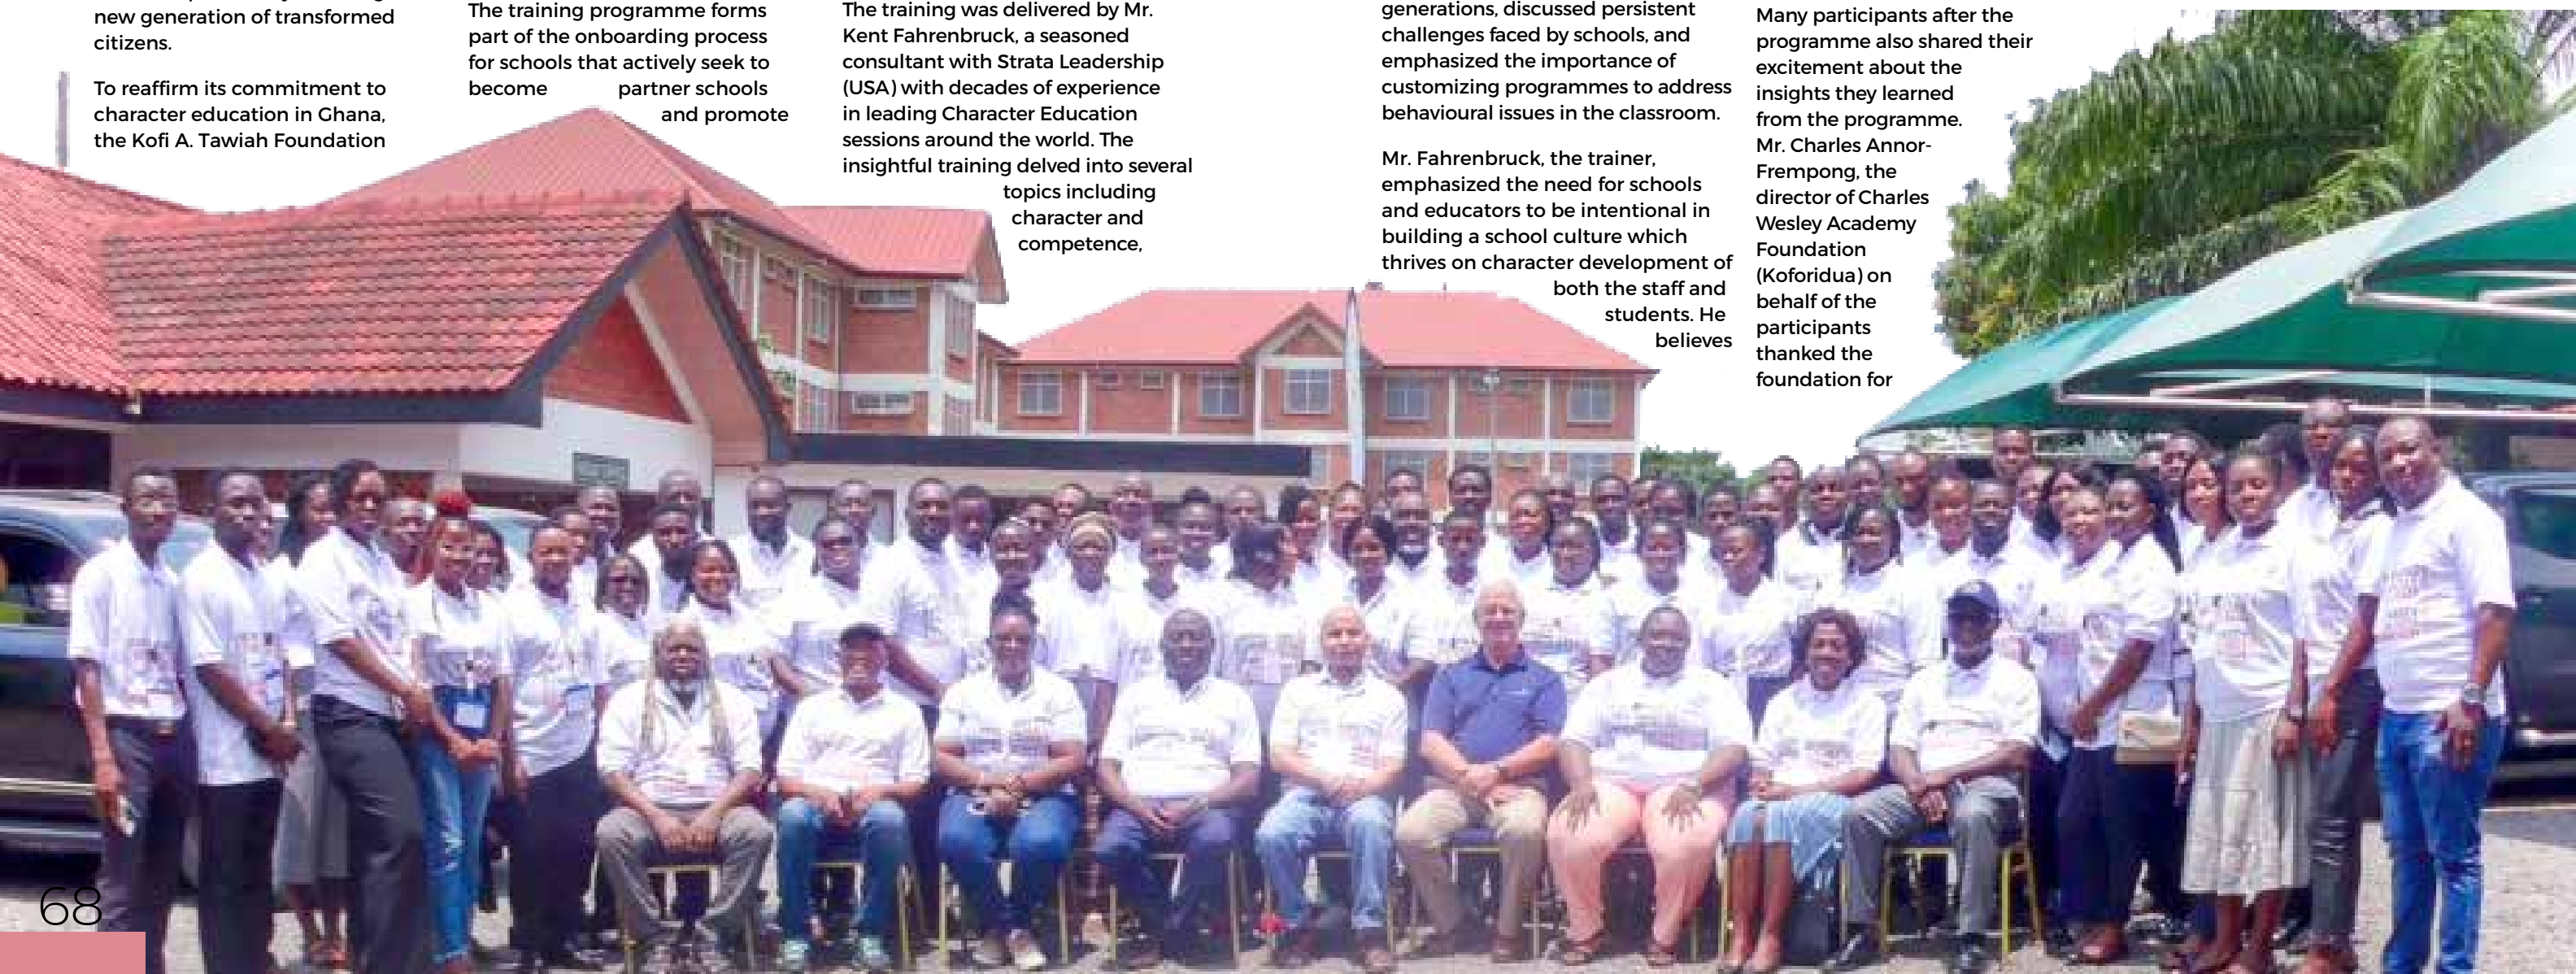 new generation of transformed
citizens.
To reaffirm its commitment to
character education in Ghana,
the Kofi A. Tawiah Foundation
The training programme forms
part of the onboarding process
for schools that actively seek to
become partner schools
and promote
The training was delivered by Mr.
Kent Fahrenbruck, a seasoned
consultant with Strata Leadership
(USA) with decades of experience
in leading Character Education
sessions around the world. The
insightful training delved into several
topics including
character and
competence,
generations, discussed persistent
challenges faced by schools, and
emphasized the importance of
customizing programmes to address
behavioural issues in the classroom.
Mr. Fahrenbruck, the trainer,
emphasized the need for schools
and educators to be intentional in
building a school culture which
thrives on character development of
both the staff and
students. He
believes
Many participants after the
programme also shared their
excitement about the
insights they learned
from the programme.
Mr. Charles Annor-
Frempong, the
director of Charles
Wesley Academy
Foundation
(Koforidua) on
behalf of the
participants
thanked the
foundation for
68